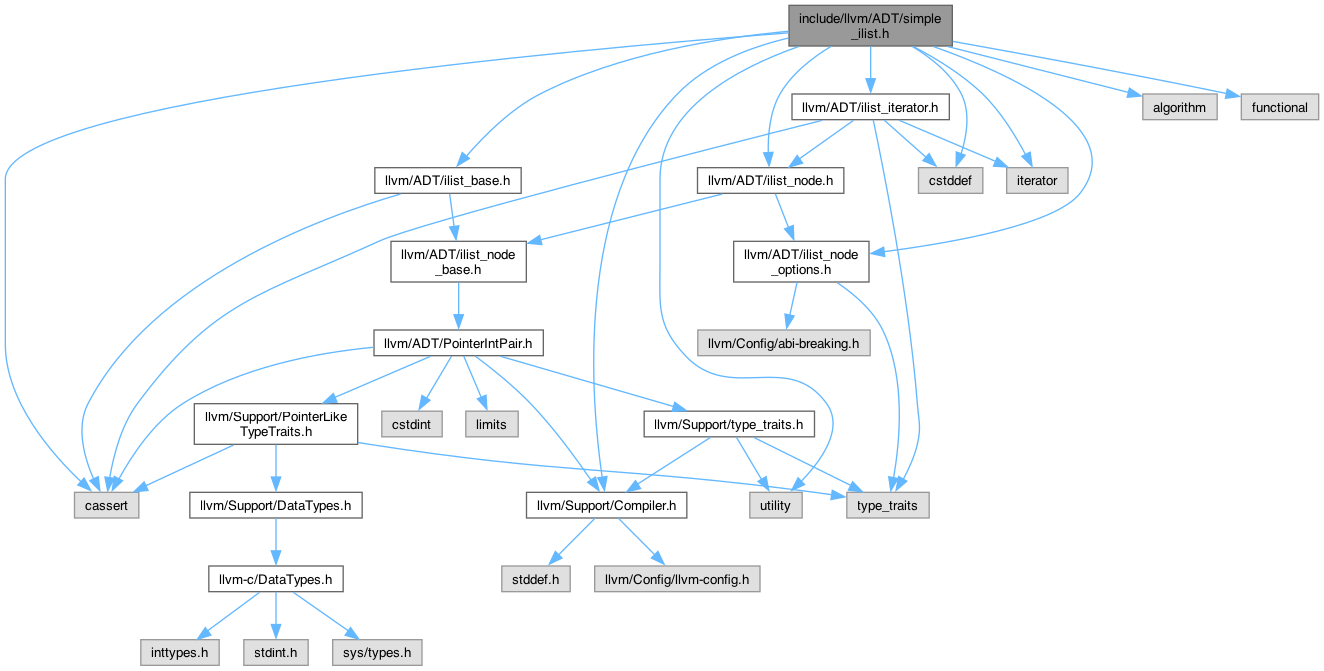 include/llvm/ADT/simple
_ilist.h
llvm/ADT/ilist_iterator.h
algorithm
functional
llvm/ADT/ilist_base.h
llvm/ADT/ilist_node.h
cstddef
iterator
llvm/ADT/ilist_node
_base.h
llvm/ADT/ilist_node
_options.h
llvm/ADT/PointerIntPair.h
llvm/Config/abi-breaking.h
llvm/Support/PointerLike
TypeTraits.h
cstdint
limits
llvm/Support/type_traits.h
cassert
llvm/Support/DataTypes.h
llvm/Support/Compiler.h
utility
type_traits
llvm-c/DataTypes.h
stddef.h
llvm/Config/llvm-config.h
inttypes.h
stdint.h
sys/types.h